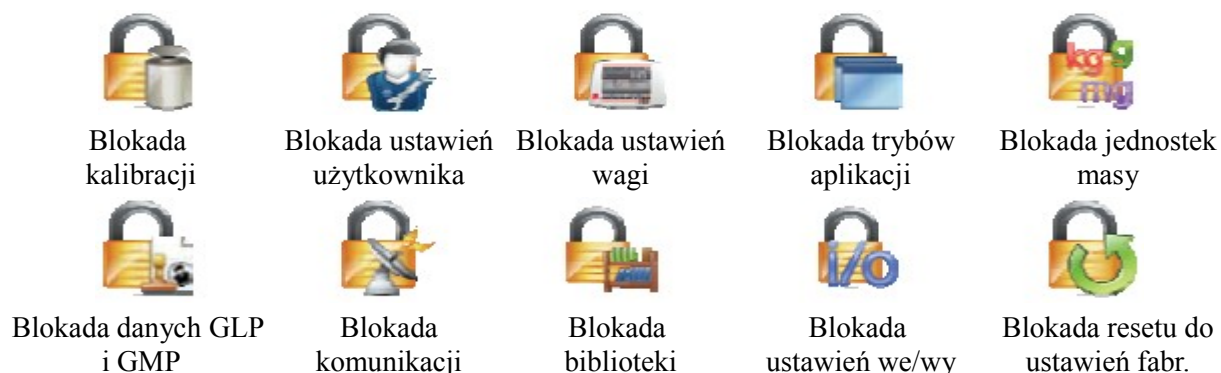 kg g
mg
Blokada
kalibracji
Blokada ustawień
użytkownika
Blokada ustawień
wagi
Blokada trybów
aplikacji
Blokada jednostek
masy
i/o
Blokada danych GLP
i GMP
Blokada
komunikacji
Blokada
biblioteki
Blokada
ustawień we/wy
Blokada resetu do
ustawień fabr.